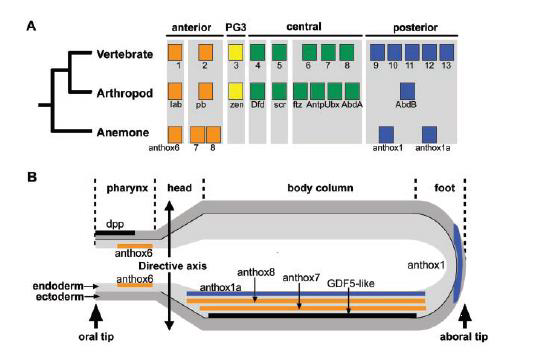 A
anterior PG3 central posterior
Vertebrate
1 2 3 4 5 6 7 8 9 10 11 12 13
Arthropod
lab pb zen Dfd scr ftz AntpUbx AbdA AbdB
Anemone
anthox6 7 8 anthox1 anthox1a
B
pharynx head body column foot
dpp
anthox6
Directive axis
anthox1
anthox6
endoderm
ectoderm
anthox1a anthox8 anthox7 GDF5-like
oral tip
aboral tip